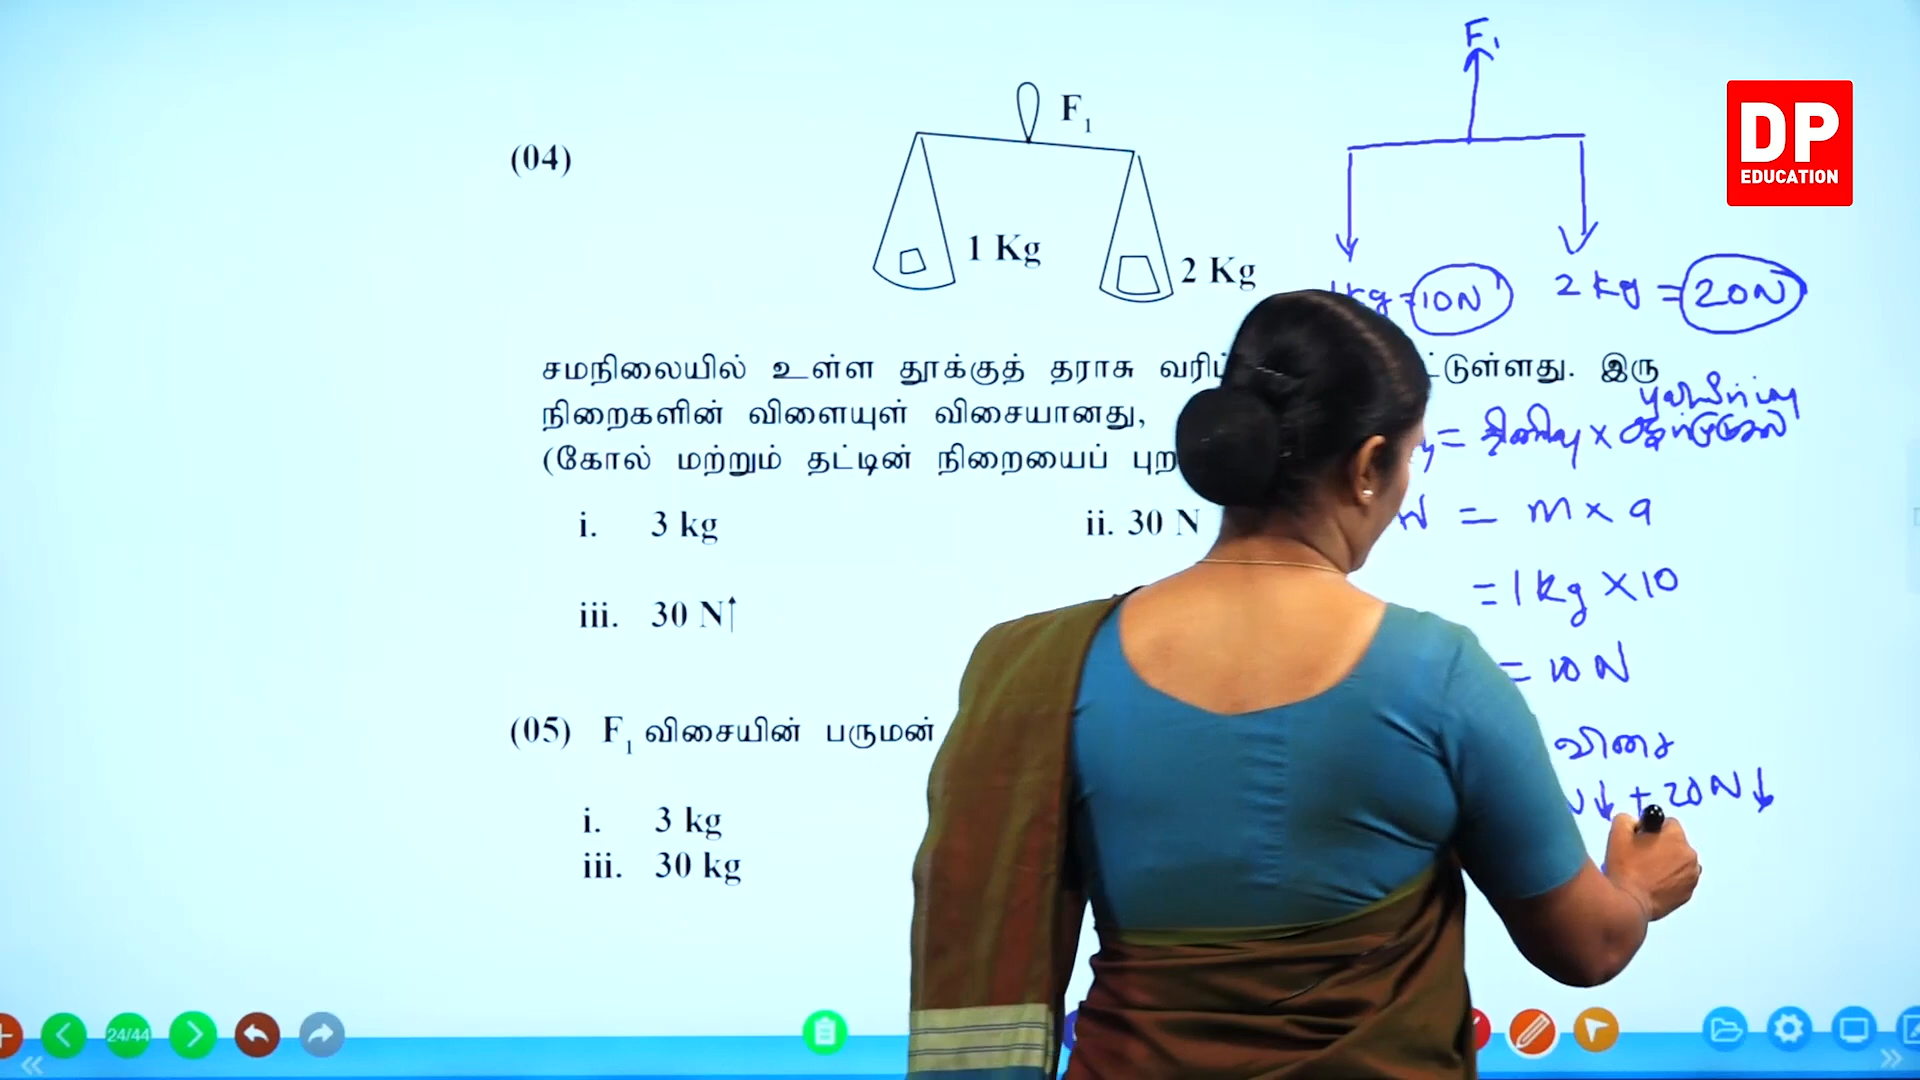 F₁
DP
EDUCATION
(04)
F₁
1 Kg
2 Kg
= 10N
2 kg = 20N
சமநிலையில் உள்ள தூக்குத் தராசு
இரு
நிறைகளின் விளையுள் விசையானது,
= திணிவு ×
(கோல் மற்றும் தட்டின் நிறையைப்
i. 3 kg
ii. 30 N
= m × a
= 1 kg × 10
iii. 30 N↑
= 10 N
(05) F₁ விசையின் பருமன்
விசை
↓ + 20 N ↓
i. 3 kg
iii. 30 kg
24/44